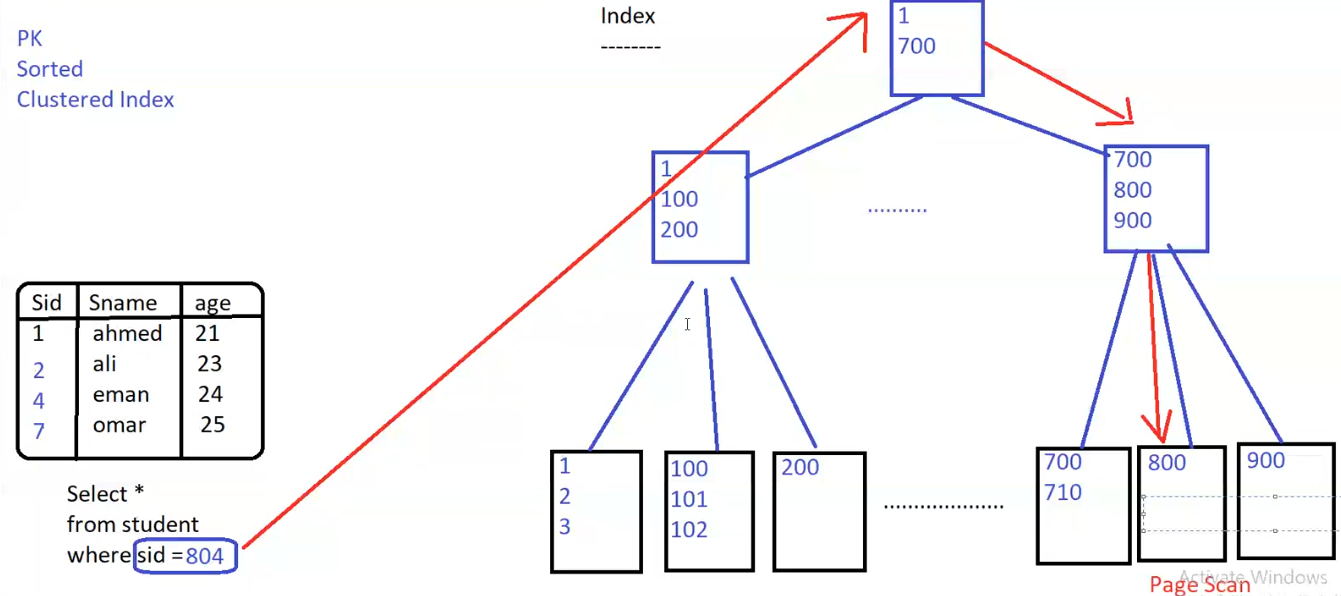 PK
Sorted
Clustered Index
Index
--------
1
700
1
100
200
..........
700
800
900
Sid Sname age
1 ahmed 21
2 ali 23
4 eman 24
7 omar 25
Select *
from student
where sid =804
1
2
3
100
101
102
200
....................
700
710
800
900
Page Scan
Activate Windows